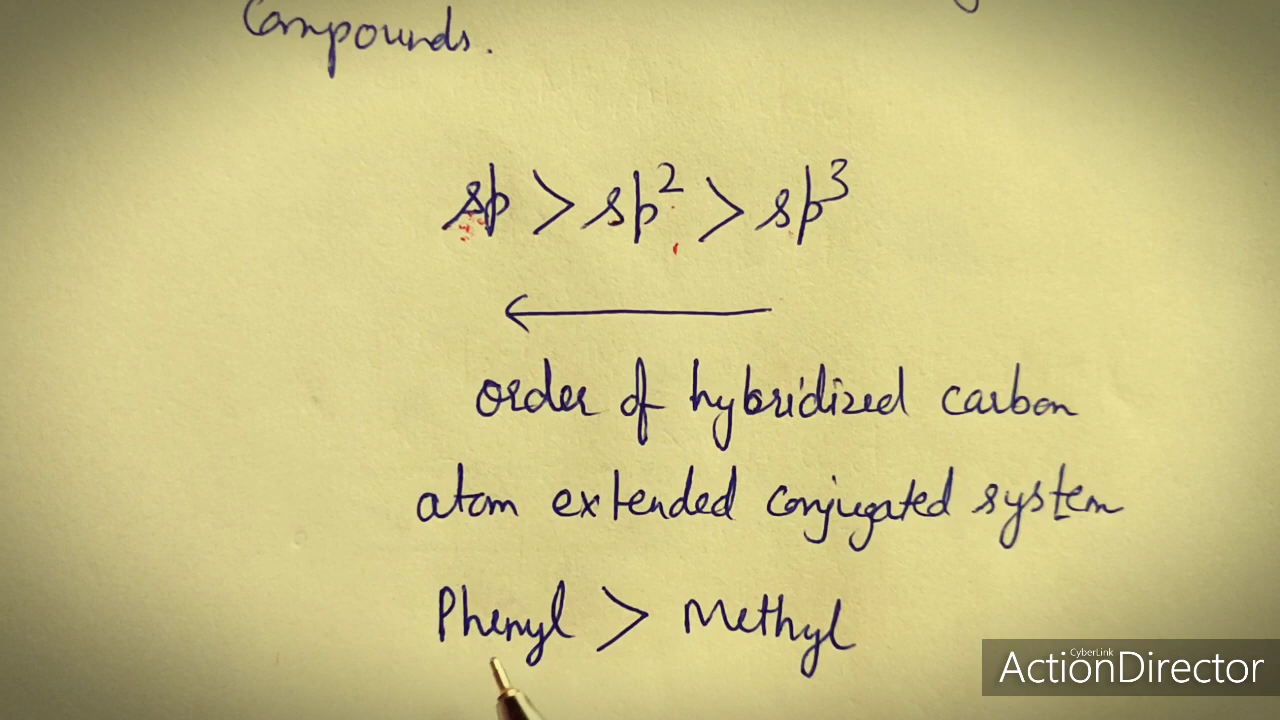 Compounds.
sp > sp² > sp³
←
order of hybridized carbon
atom extended conjugated system
Phenyl > Methyl
CyberLink
ActionDirector